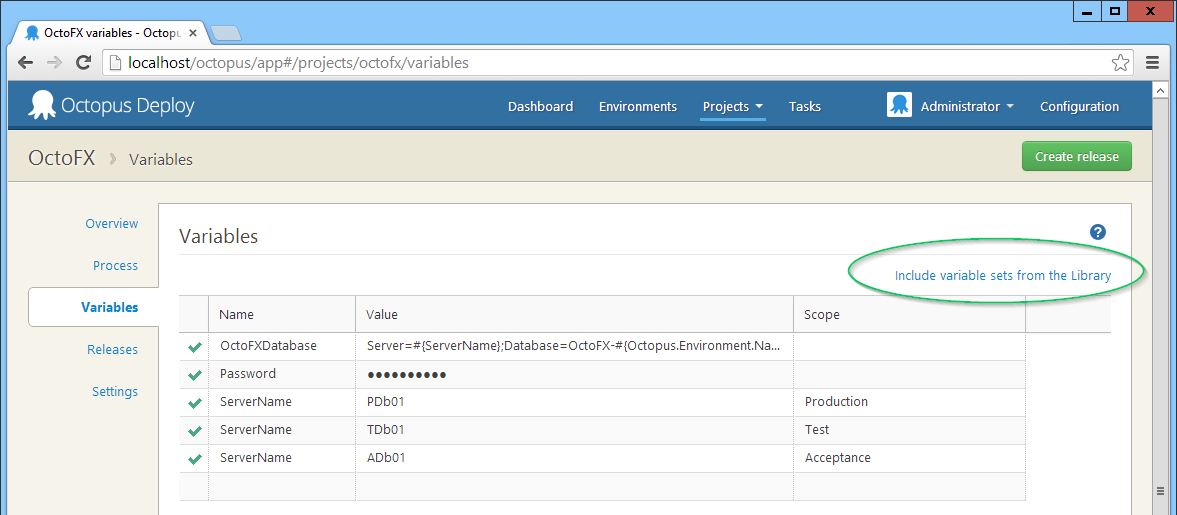 OctoFX variables - Octopu
localhost/octopus/app#/projects/octofx/variables
Octopus Deploy
Dashboard Environments Projects Tasks Administrator Configuration
OctoFX Variables
Create release
Overview
Process
Variables
Releases
Settings
Variables
?
Include variable sets from the Library
Name Value Scope
OctoFXDatabase Server=#{ServerName};Database=OctoFX-#{Octopus.Environment.Na...
Password ●●●●●●●●●●
ServerName PDb01 Production
ServerName TDb01 Test
ServerName ADb01 Acceptance